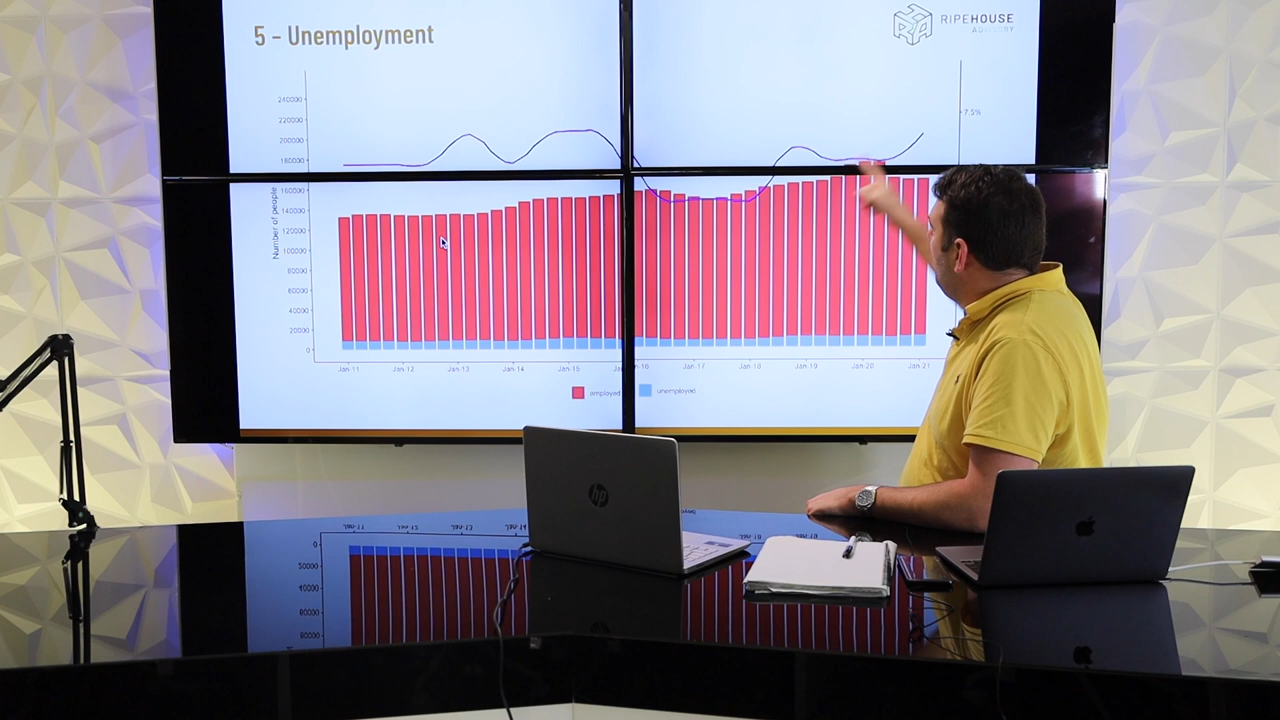 5 – Unemployment
RIPEHOUSE
ADVISORY
240000
220000
200000
180000
160000
140000
120000
100000
80000
60000
40000
20000
0
Number of people
7.5%
Jan-11
Jan 12
Jan-13
Jan-14
Jan-15
-16
Jan-17
Jan-18
Jan-19
Jan-20
Jan-21
employed
unemployed
hp